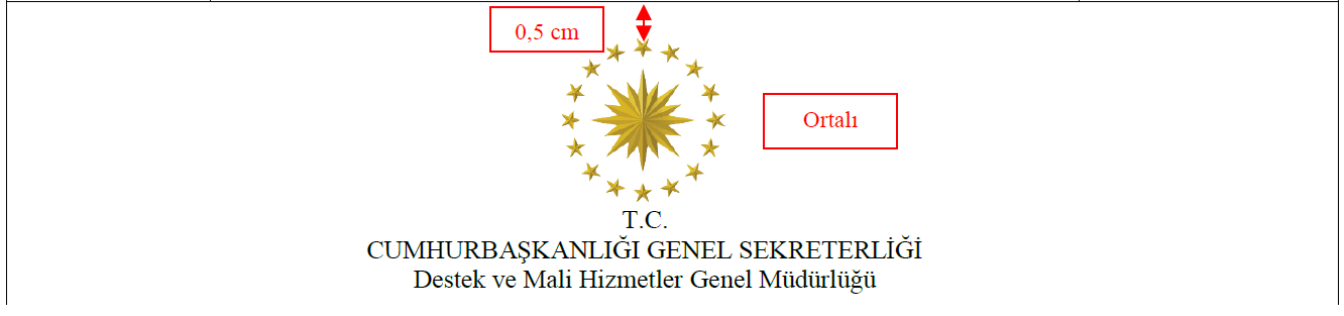 0,5 cm
Ortalı
T.C.
CUMHURBAŞKANLIĞI GENEL SEKRETERLİĞİ
Destek ve Mali Hizmetler Genel Müdürlüğü